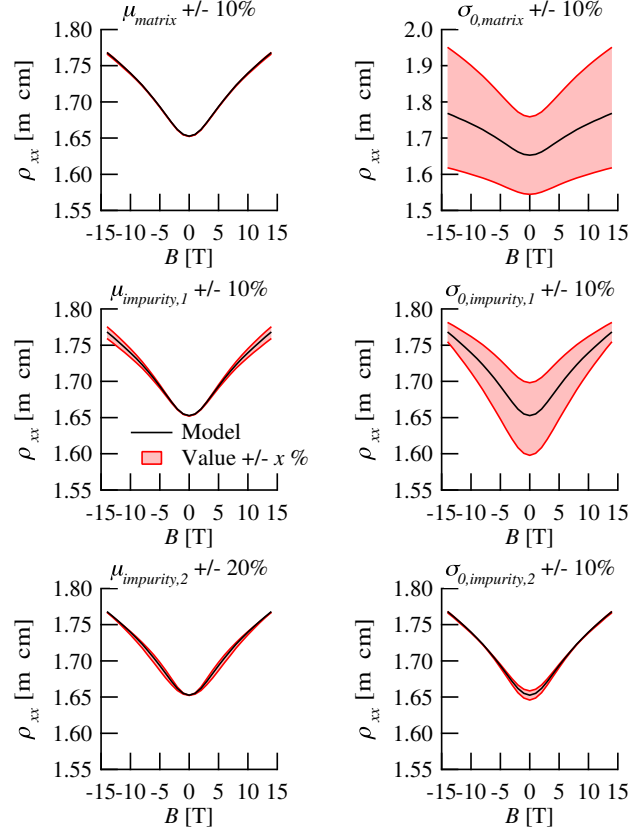 μmatrix +/- 10%
1.80
1.75
1.70
1.65
1.60
1.55
ρxx [m cm]
-15-10 -5 0 5 10 15
B [T]
σ0,matrix +/- 10%
2.0
1.9
1.8
1.7
1.6
1.5
ρxx [m cm]
-15-10 -5 0 5 10 15
B [T]
μimpurity,1 +/- 10%
1.80
1.75
1.70
1.65
1.60
1.55
ρxx [m cm]
Model
Value +/- x %
-15-10 -5 0 5 10 15
B [T]
σ0,impurity,1 +/- 10%
1.80
1.75
1.70
1.65
1.60
1.55
ρxx [m cm]
-15-10 -5 0 5 10 15
B [T]
μimpurity,2 +/- 20%
1.80
1.75
1.70
1.65
1.60
1.55
ρxx [m cm]
-15-10 -5 0 5 10 15
B [T]
σ0,impurity,2 +/- 10%
1.80
1.75
1.70
1.65
1.60
1.55
ρxx [m cm]
-15-10 -5 0 5 10 15
B [T]